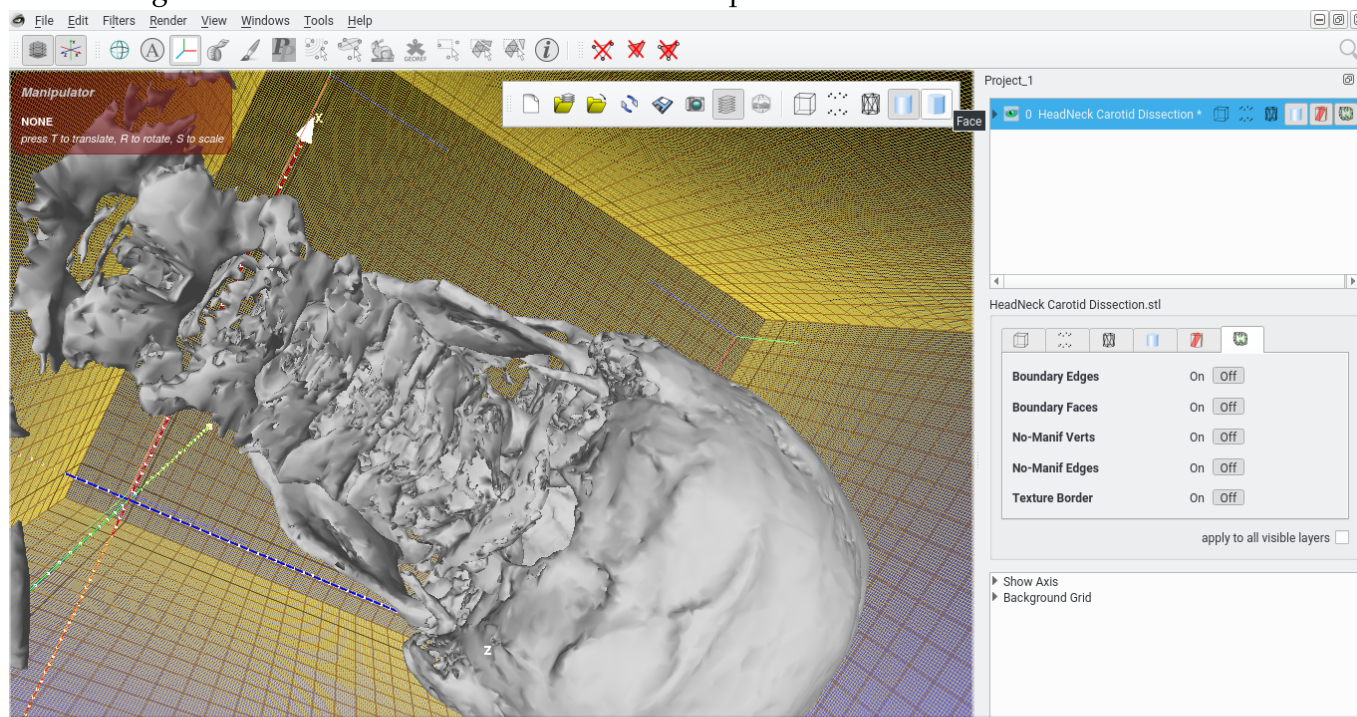 File Edit Filters Render View Windows Tools Help
A GEOREF i
Manipulator
NONE
press T to translate, R to rotate, S to scale
X
Face
Project_1
0 HeadNeck Carotid Dissection *
HeadNeck Carotid Dissection.stl
Boundary Edges On Off
Boundary Faces On Off
No-Manif Verts On Off
No-Manif Edges On Off
Texture Border On Off
apply to all visible layers
Show Axis
Background Grid
Z